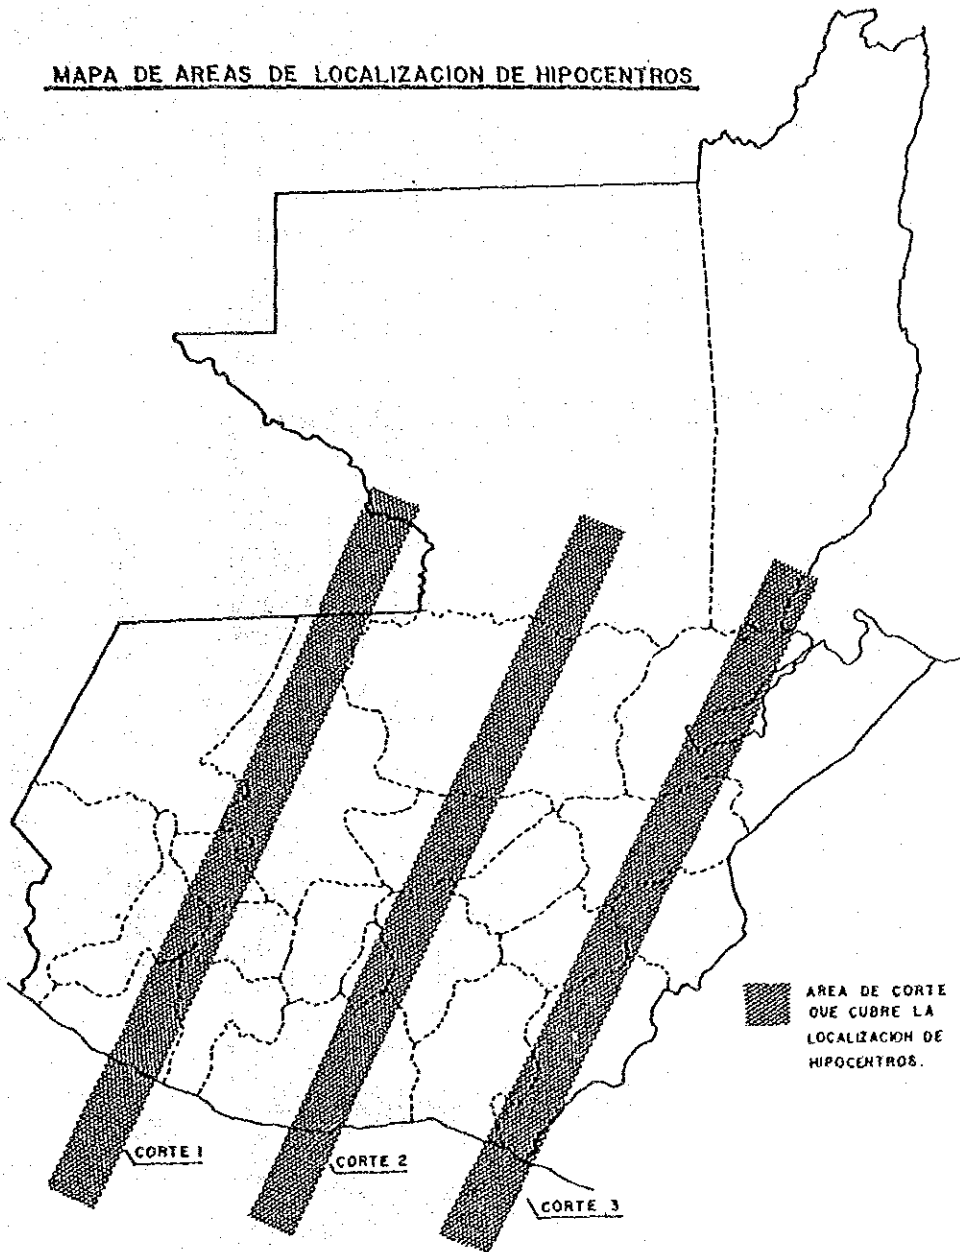 MAPA DE AREAS DE LOCALIZACION DE HIPOCENTROS
AREA DE CORTE
QUE CUBRE LA
LOCALIZACION DE
HIPOCENTROS.
CORTE 1
CORTE 2
CORTE 3